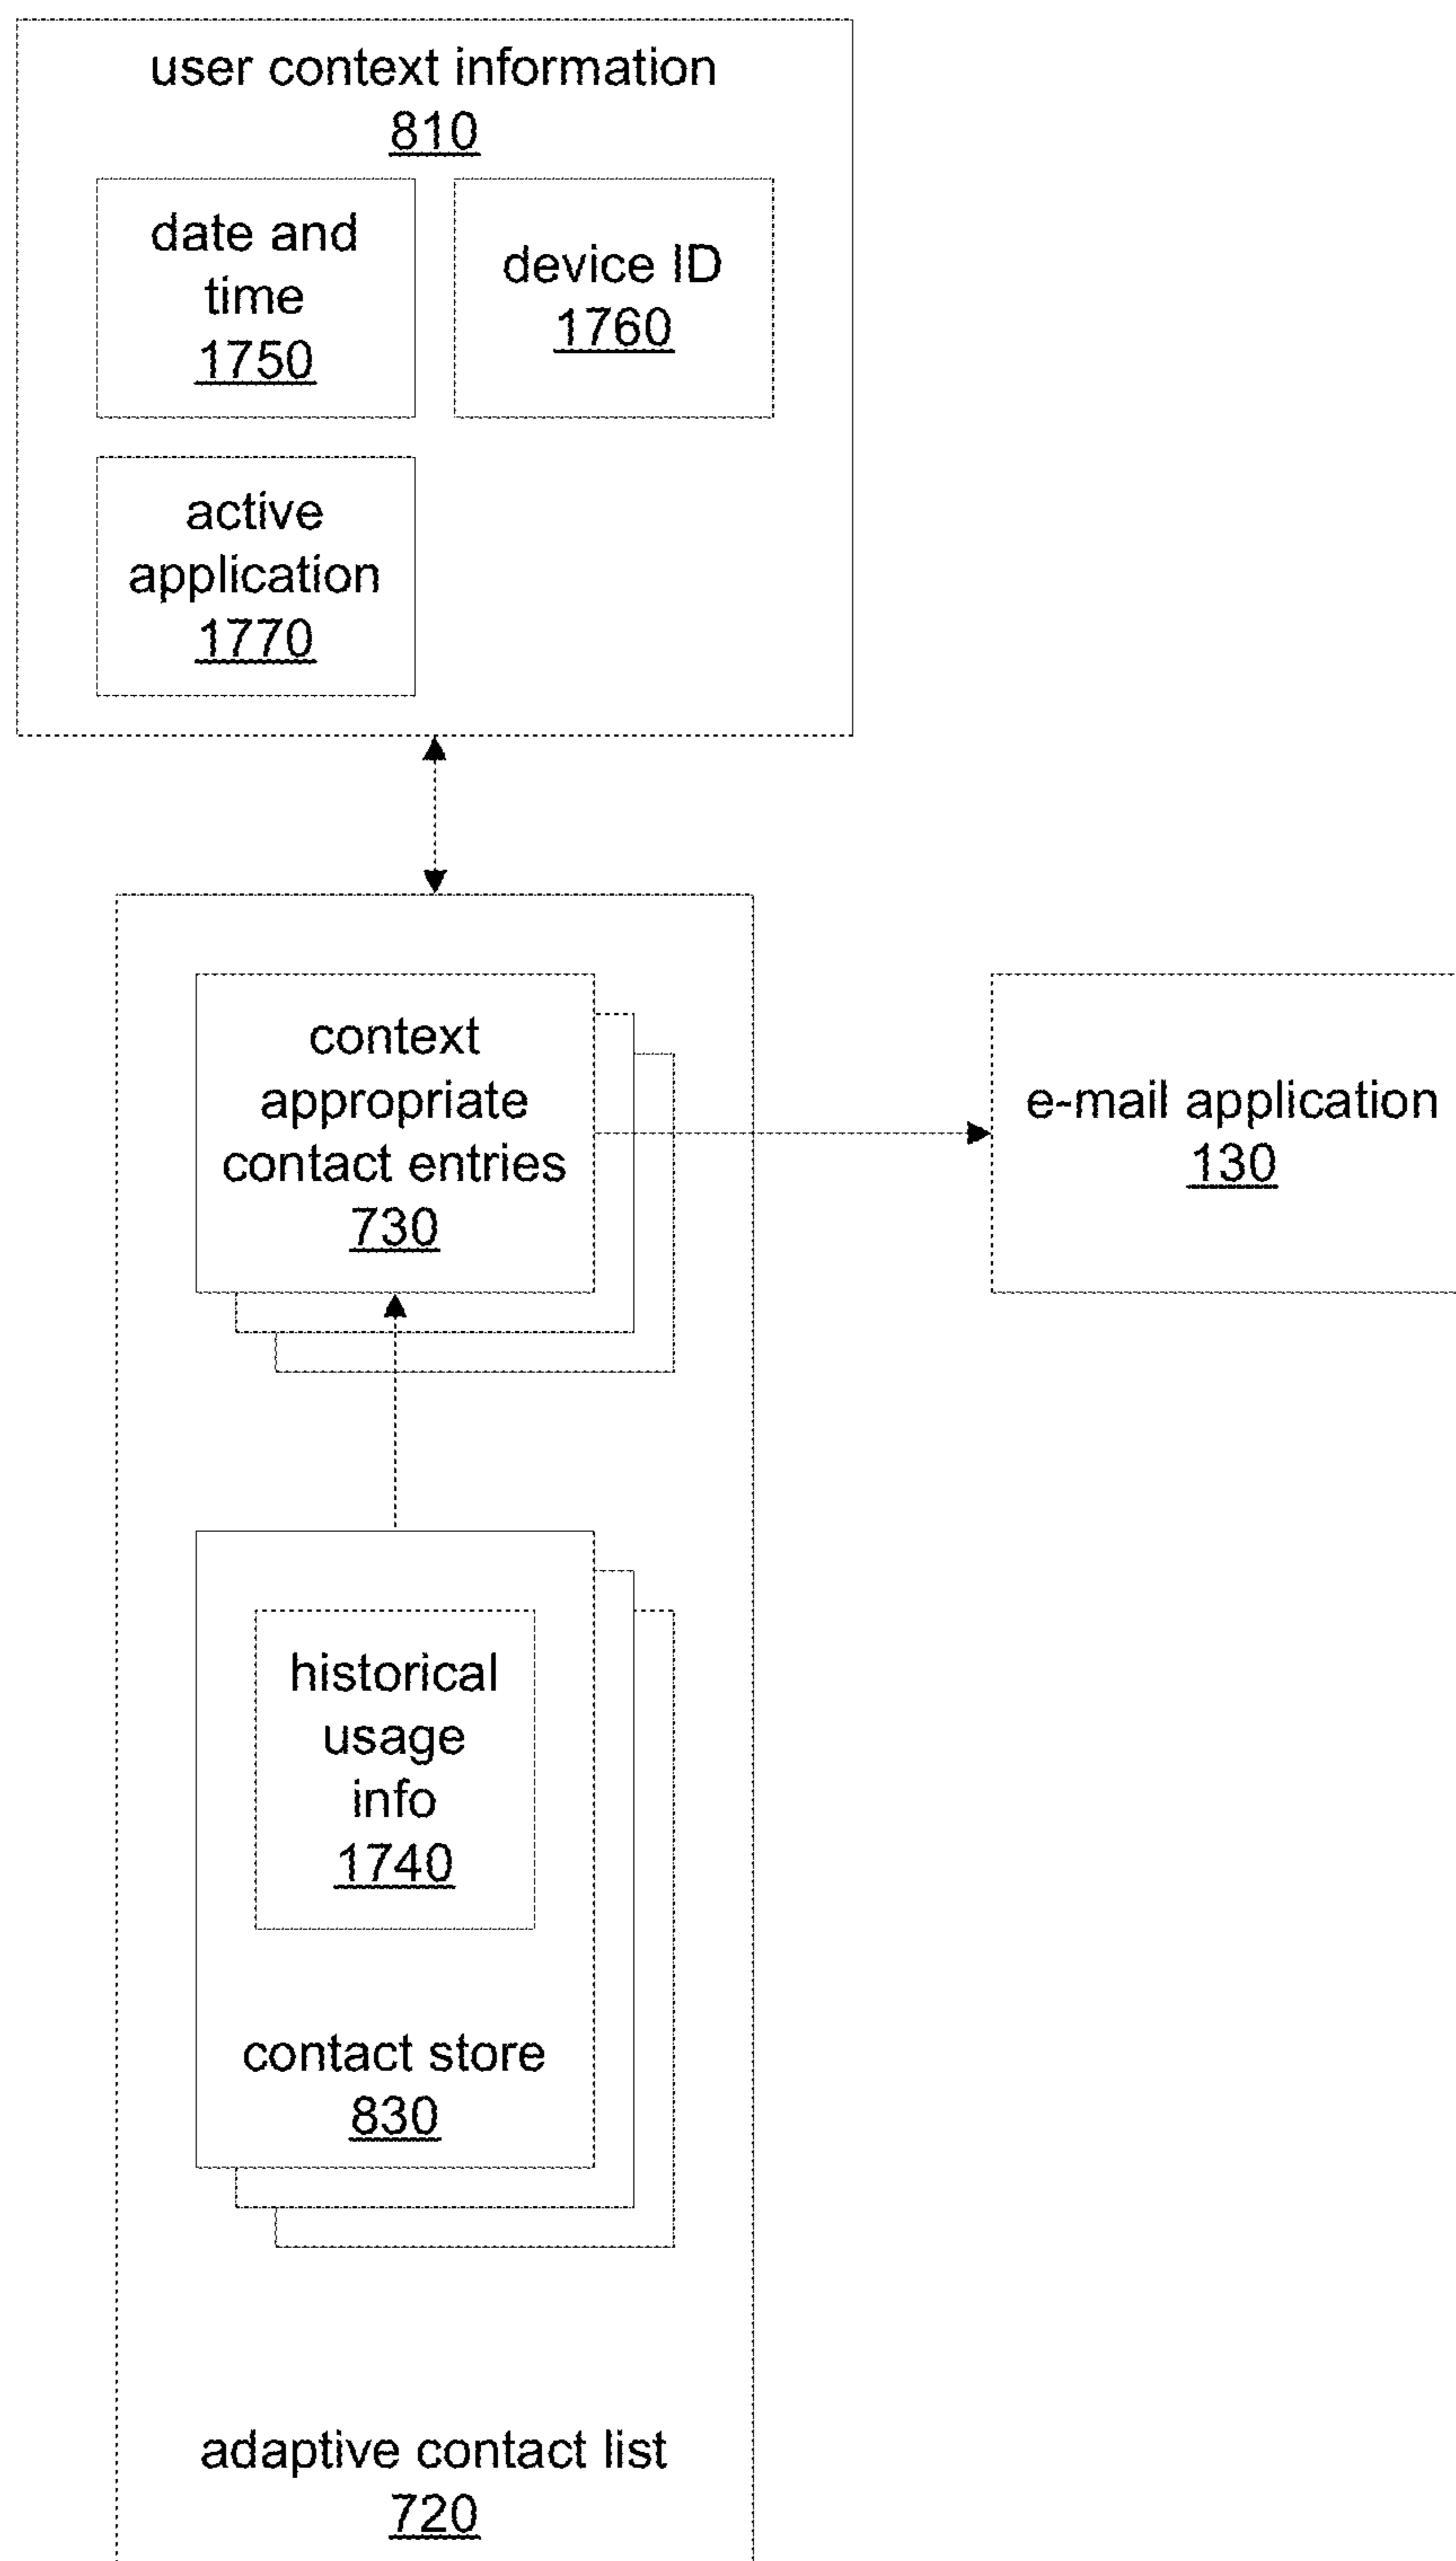 user context information
810
date and
time
1750
device ID
1760
active
application
1770
context
appropriate
contact entries
730
e-mail application
130
historical
usage
info
1740
contact store
830
adaptive contact list
720